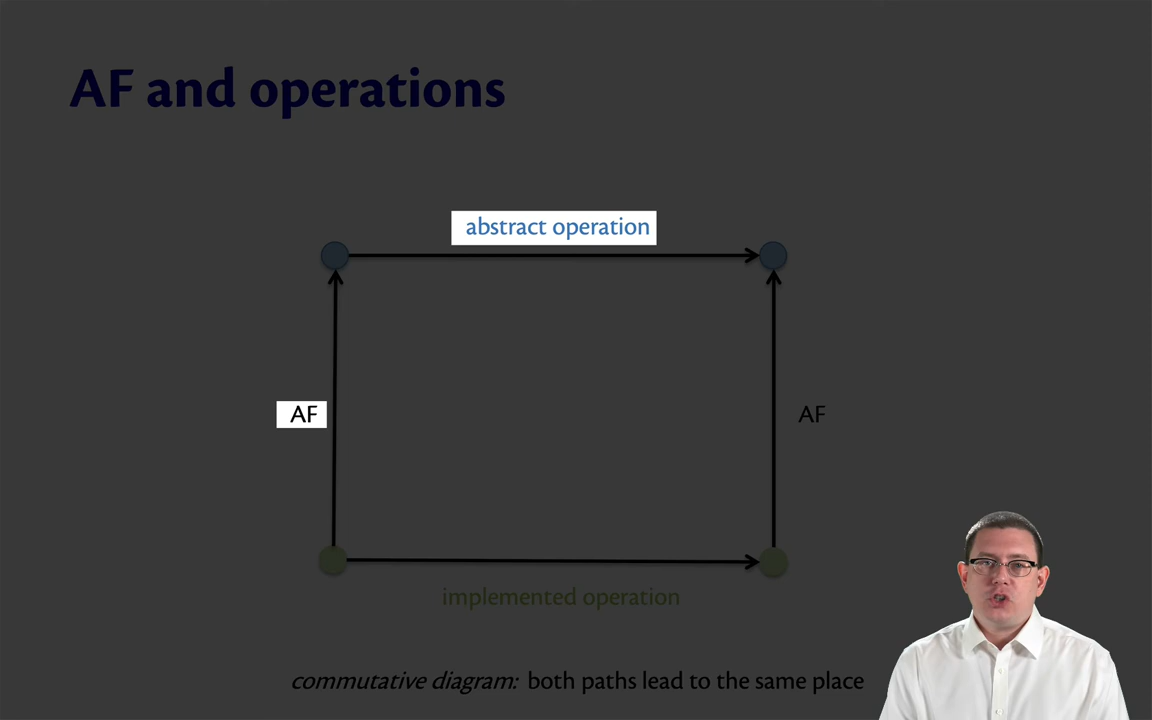 AF and operations
abstract operation
AF
AF
implemented operation
commutative diagram: both paths lead to the same place